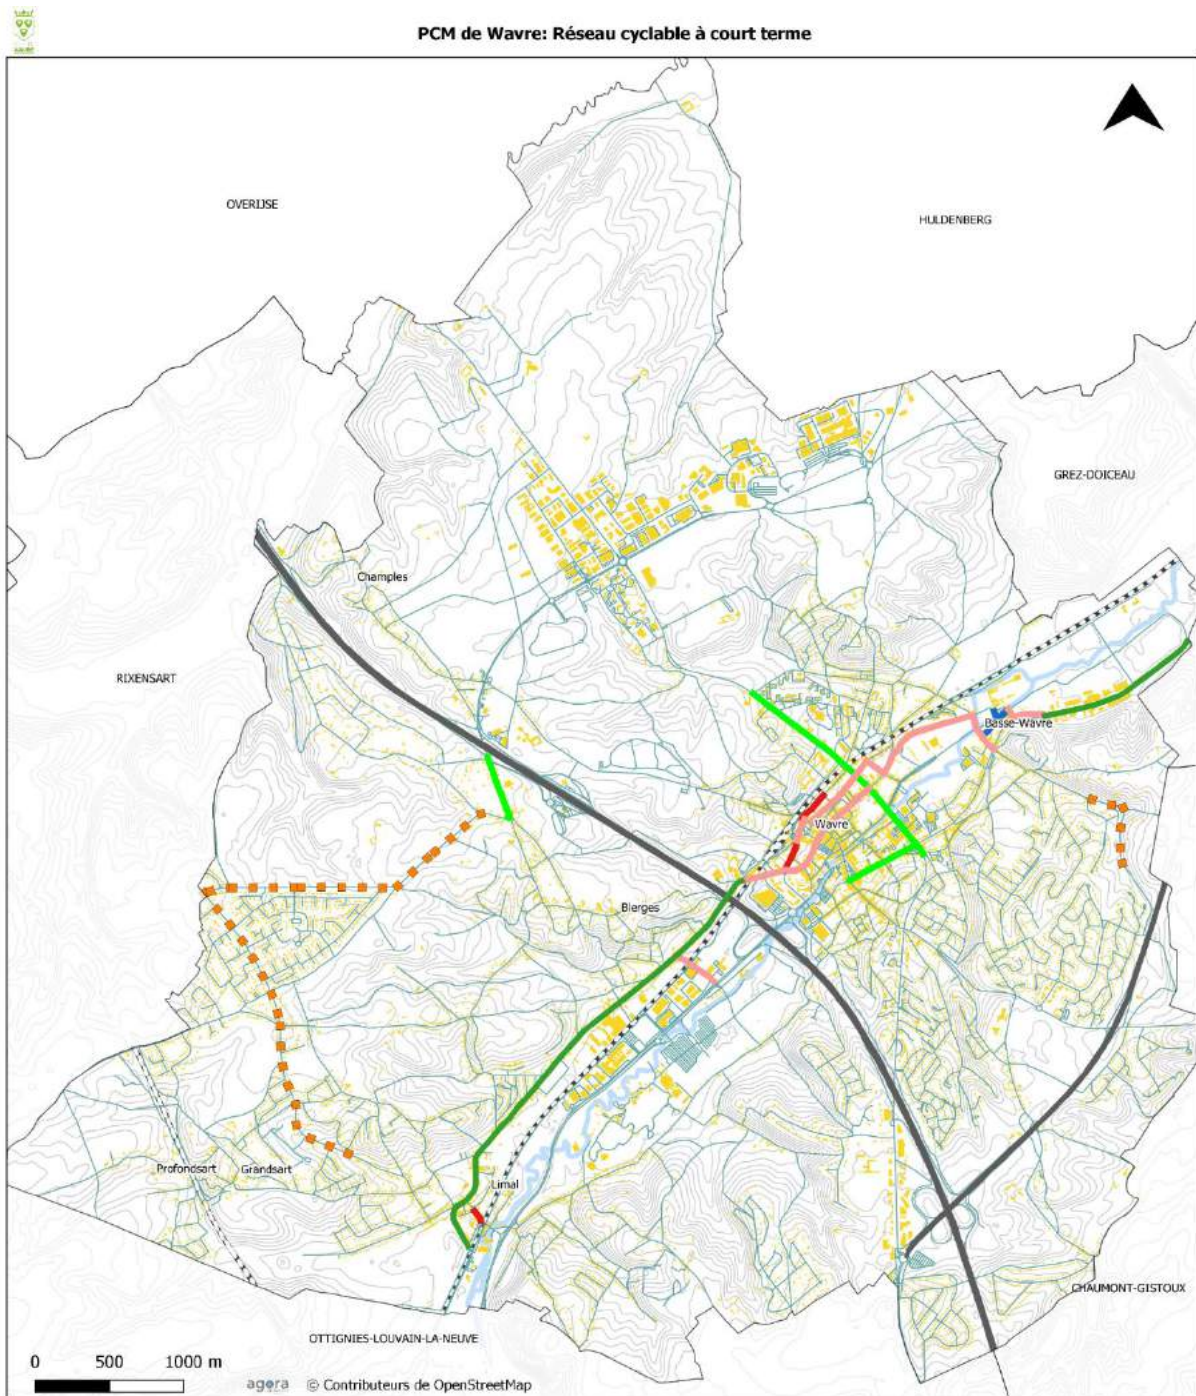 PCM de Wavre: Réseau cyclable à court terme
OVERIJSE
HULDENBERG
GREZ-DOICEAU
Champles
RIXENSART
Basse-Wavre
Wavre
Bierges
Profondsart
Grandsart
Limal
CHAUMONT-GISTOUX
OTTIGNIES-LOUVAIN-LA-NEUVE
0 500 1000 m
agora © Contributeurs de OpenStreetMap